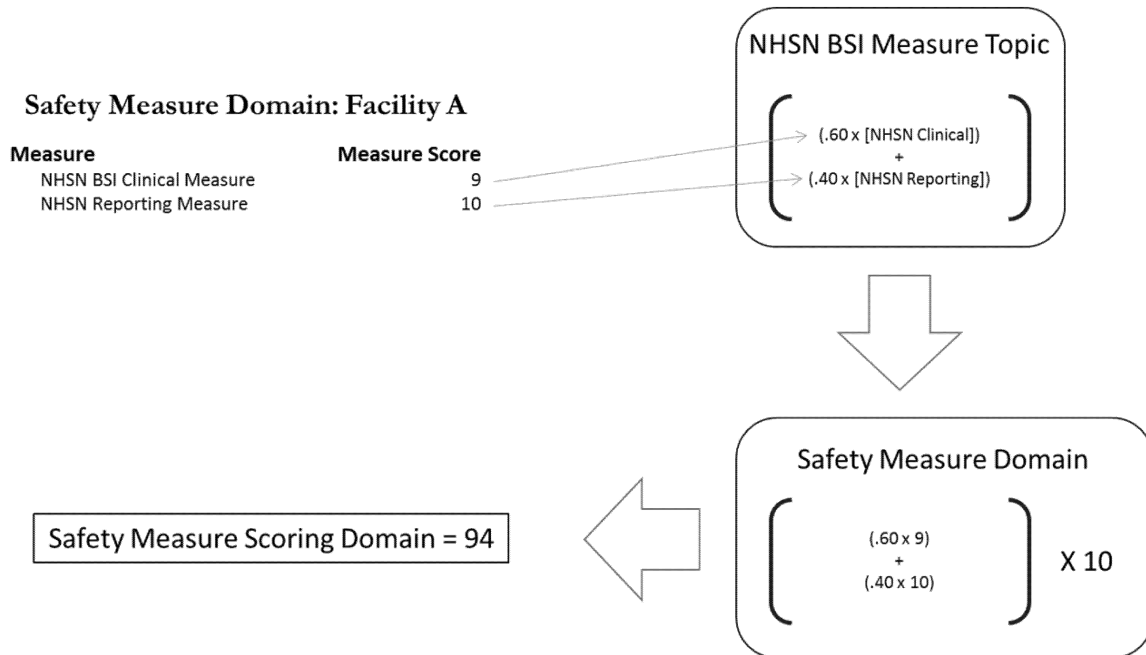 Safety Measure Domain: Facility A
Measure Measure Score
NHSN BSI Clinical Measure 9
NHSN Reporting Measure 10
NHSN BSI Measure Topic
(.60 x [NHSN Clinical])
+
(.40 x [NHSN Reporting])
Safety Measure Domain
(.60 x 9)
+
(.40 x 10)
X 10
Safety Measure Scoring Domain = 94